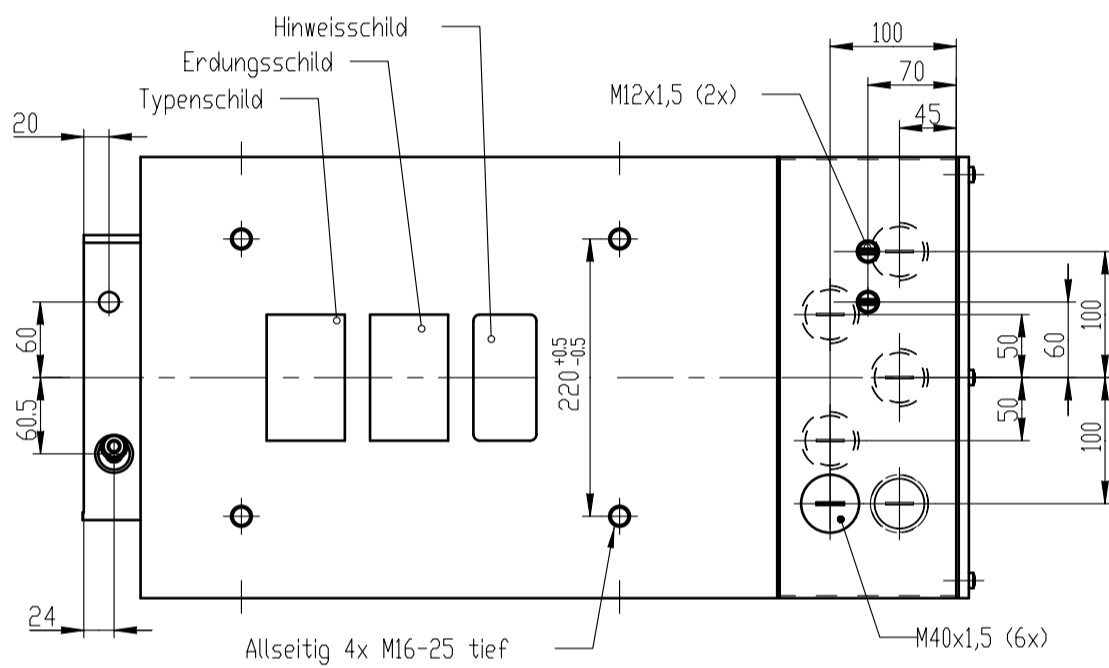 Hinweisschild
Erdungsschild
Typenschild
20
100
70
M12x1,5 (2x)
45
60
60.5
220 +0.5 -0.5
50
50
60
100
100
24
Allseitig 4x M16-25 tief
M40x1,5 (6x)